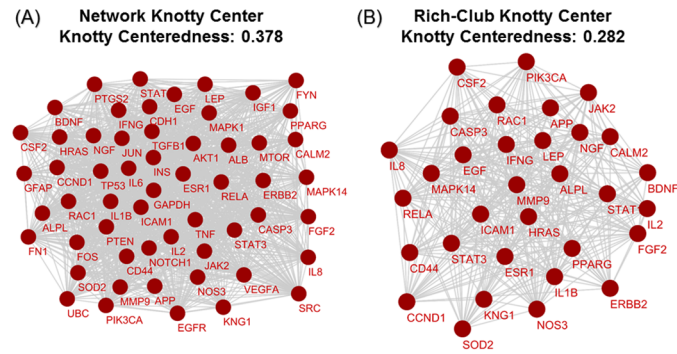 (A)
Network Knotty Center
Knotty Centeredness: 0.378
PTGS2
STAT
EGF
LEP
IGF1
FYN
BDNF
IFNG
CDH1
MAPK1
PPARG
CSF2
HRAS
NGF
JUN
TGFB1
AKT1
ALB
MTOR
CALM2
GFAP
CCND1
TP53
IL6
INS
ESR1
RELA
ERBB2
MAPK14
ALPL
RAC1
IL1B
GAPDH
ICAM1
TNF
CASP3
FGF2
FN1
FOS
PTEN
CD44
NOTCH1
IL2
JAK2
STAT3
IL8
SOD2
MMP9
APP
NOS3
VEGFA
SRC
UBC
PIK3CA
EGFR
KNG1
(B)
Rich-Club Knotty Center
Knotty Centeredness: 0.282
CSF2
PIK3CA
JAK2
CASP3
RAC1
APP
NGF
CALM2
IL8
EGF
IFNG
LEP
MAPK14
MMP9
ALPL
BDNF
RELA
ICAM1
HRAS
STAT
IL2
FGF2
CD44
STAT3
ESR1
PPARG
IL1B
ERBB2
CCND1
KNG1
NOS3
SOD2